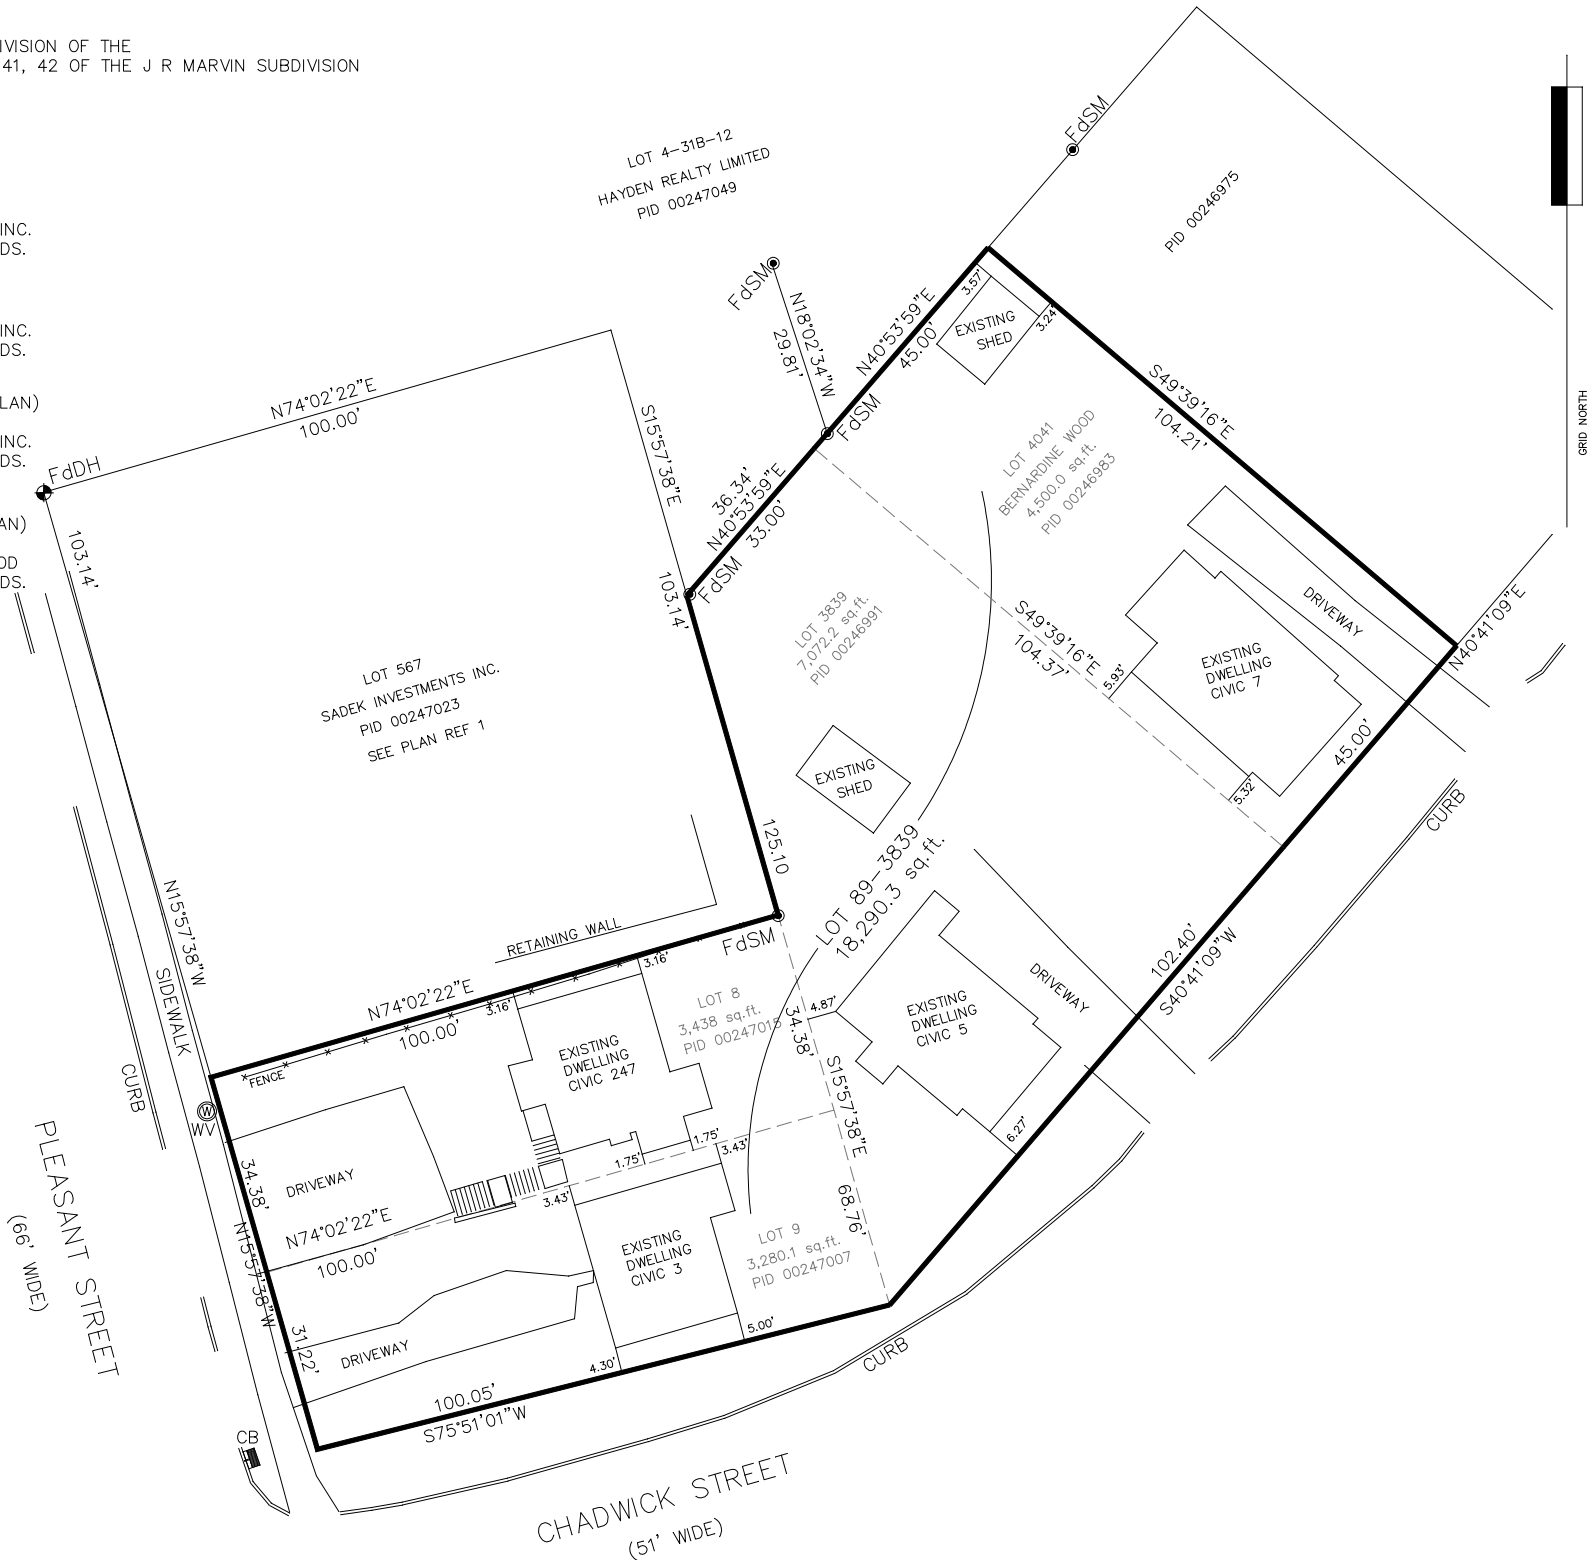 IVISION OF THE
41, 42 OF THE J R MARVIN SUBDIVISION
INC.
DS.
INC.
DS.
LAN)
INC.
DS.
AN)
OD
DS.
LOT 4-31B-12
HAYDEN REALTY LIMITED
PID 00247049
FdSM
PID 00246975
GRID NORTH
FdSM
N18°02'34"W
29.81'
N40°53'59"E
45.00'
3.57'
3.24'
EXISTING
SHED
S49°39'16"E
104.21'
N74°02'22"E
100.00'
FdDH
103.14'
S15°57'38"E
103.14'
FdSM
36.34'
N40°53'59"E
33.00'
FdSM
LOT 4041
BERNARDINE WOOD
4,500.0 sq.ft.
PID 00246983
LOT 3839
7,072.2 sq.ft.
PID 00246991
S49°39'16"E
104.37'
DRIVEWAY
EXISTING
DWELLING
CIVIC 7
5.93'
5.32'
N40°41'09"E
45.00'
CURB
LOT 567
SADEK INVESTMENTS INC.
PID 00247023
SEE PLAN REF 1
EXISTING
SHED
125.10
LOT 89-3839
18,290.3 sq.ft.
N15°57'38"W
SIDEWALK
CURB
RETAINING WALL
FdSM
N74°02'22"E
100.00'
3.16'
3.16'
FENCE
LOT 8
3,438 sq.ft.
PID 00247015
34.38'
4.87'
EXISTING
DWELLING
CIVIC 5
DRIVEWAY
102.40'
S40°41'09"W
6.27'
EXISTING
DWELLING
CIVIC 247
W
WV
PLEASANT STREET
(66' WIDE)
34.38'
DRIVEWAY
N74°02'22"E
100.00'
1.75'
1.75'
3.43'
3.43'
S15°57'38"E
68.76'
LOT 9
3,280.1 sq.ft.
PID 00247007
EXISTING
DWELLING
CIVIC 3
N15°57'38"W
31.22'
DRIVEWAY
4.30'
5.00'
100.05'
S75°51'01"W
CURB
CB
CHADWICK STREET
(51' WIDE)